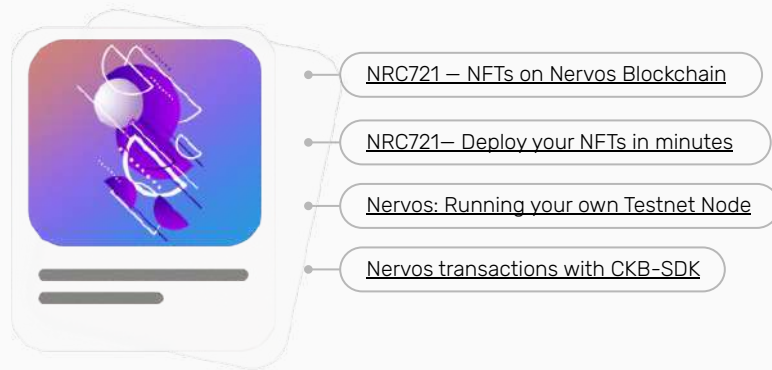 NRC721 – NFTs on Nervos Blockchain
NRC721– Deploy your NFTs in minutes
Nervos: Running your own Testnet Node
Nervos transactions with CKB-SDK